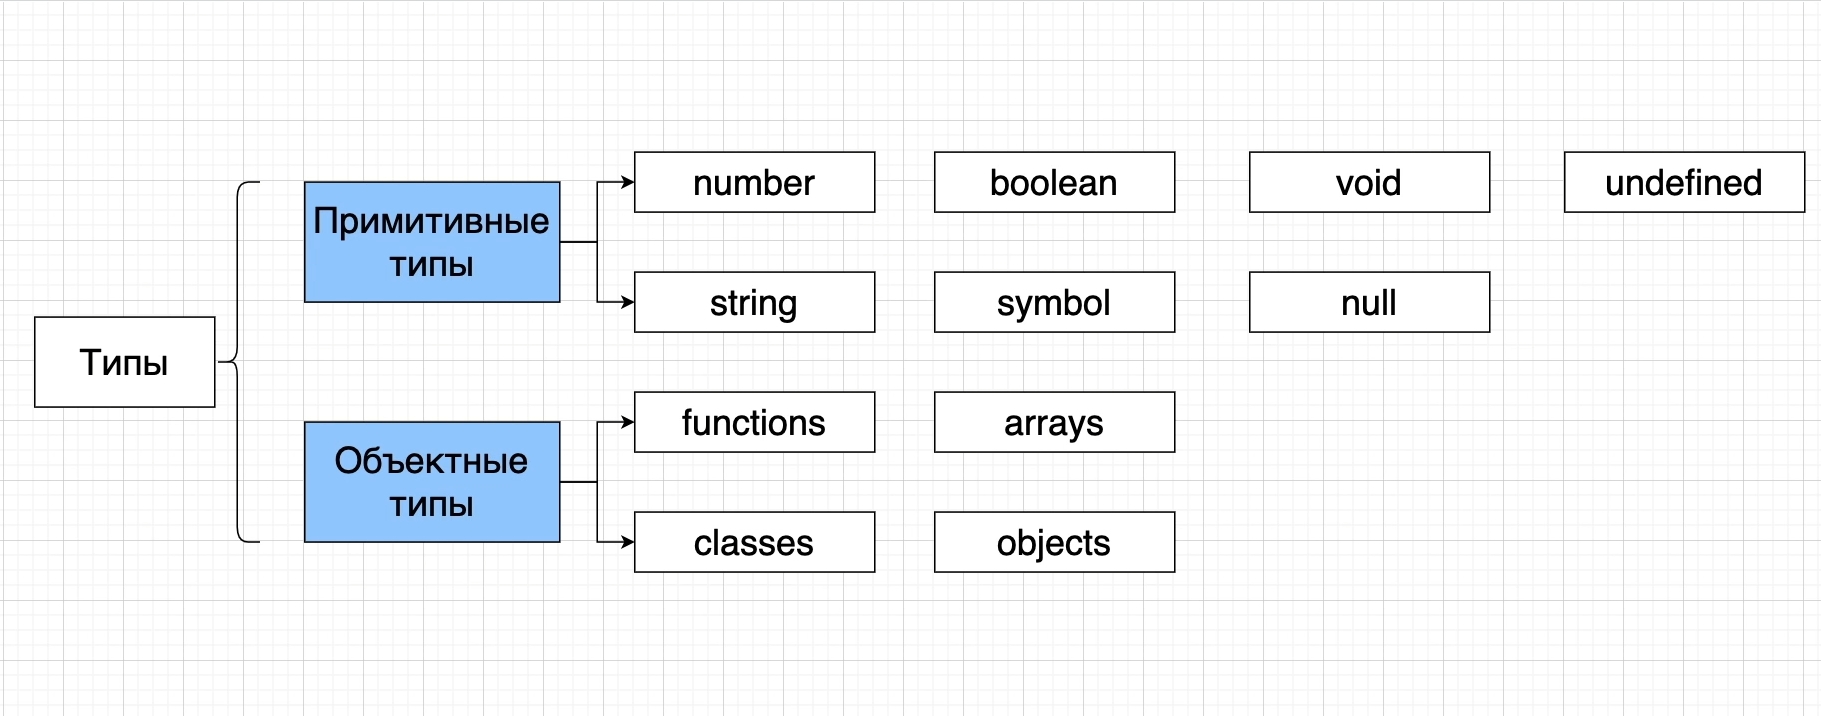 Типы
Примитивные
типы
number
boolean
void
undefined
string
symbol
null
Объектные
типы
functions
arrays
classes
objects